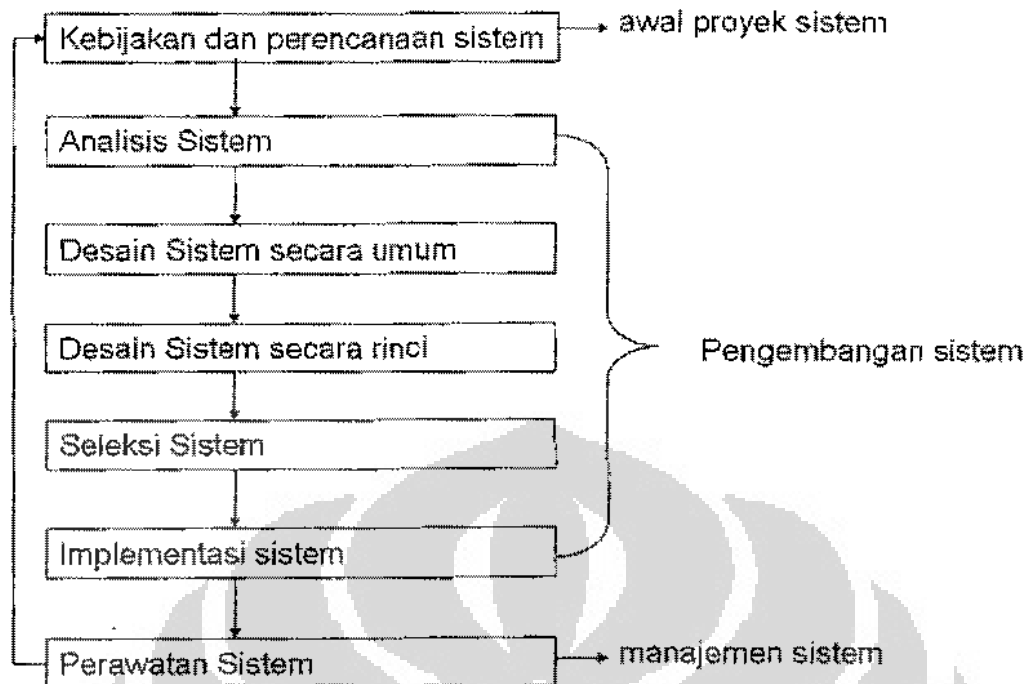 Kebijakan dan perencanaan sistem
awal proyek sistem
Analisis Sistem
Desain Sistem secara umum
Desain Sistem secara rinci
Pengembangan sistem
Seleksi Sistem
Implementasi sistem
Perawatan Sistem
manajemen sistem